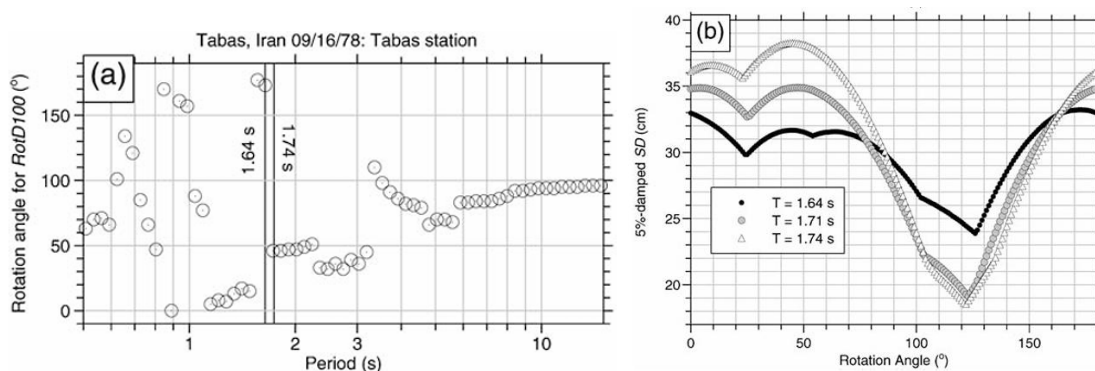 Tabas, Iran 09/16/78: Tabas station
(a)
Rotation angle for RotD100 (°)
150
100
50
0
1.64 s
1.74 s
1
2
3
10
Period (s)
(b)
5%-damped SD (cm)
40
35
30
25
20
T = 1.64 s
T = 1.71 s
T = 1.74 s
0
50
100
150
Rotation Angle (°)